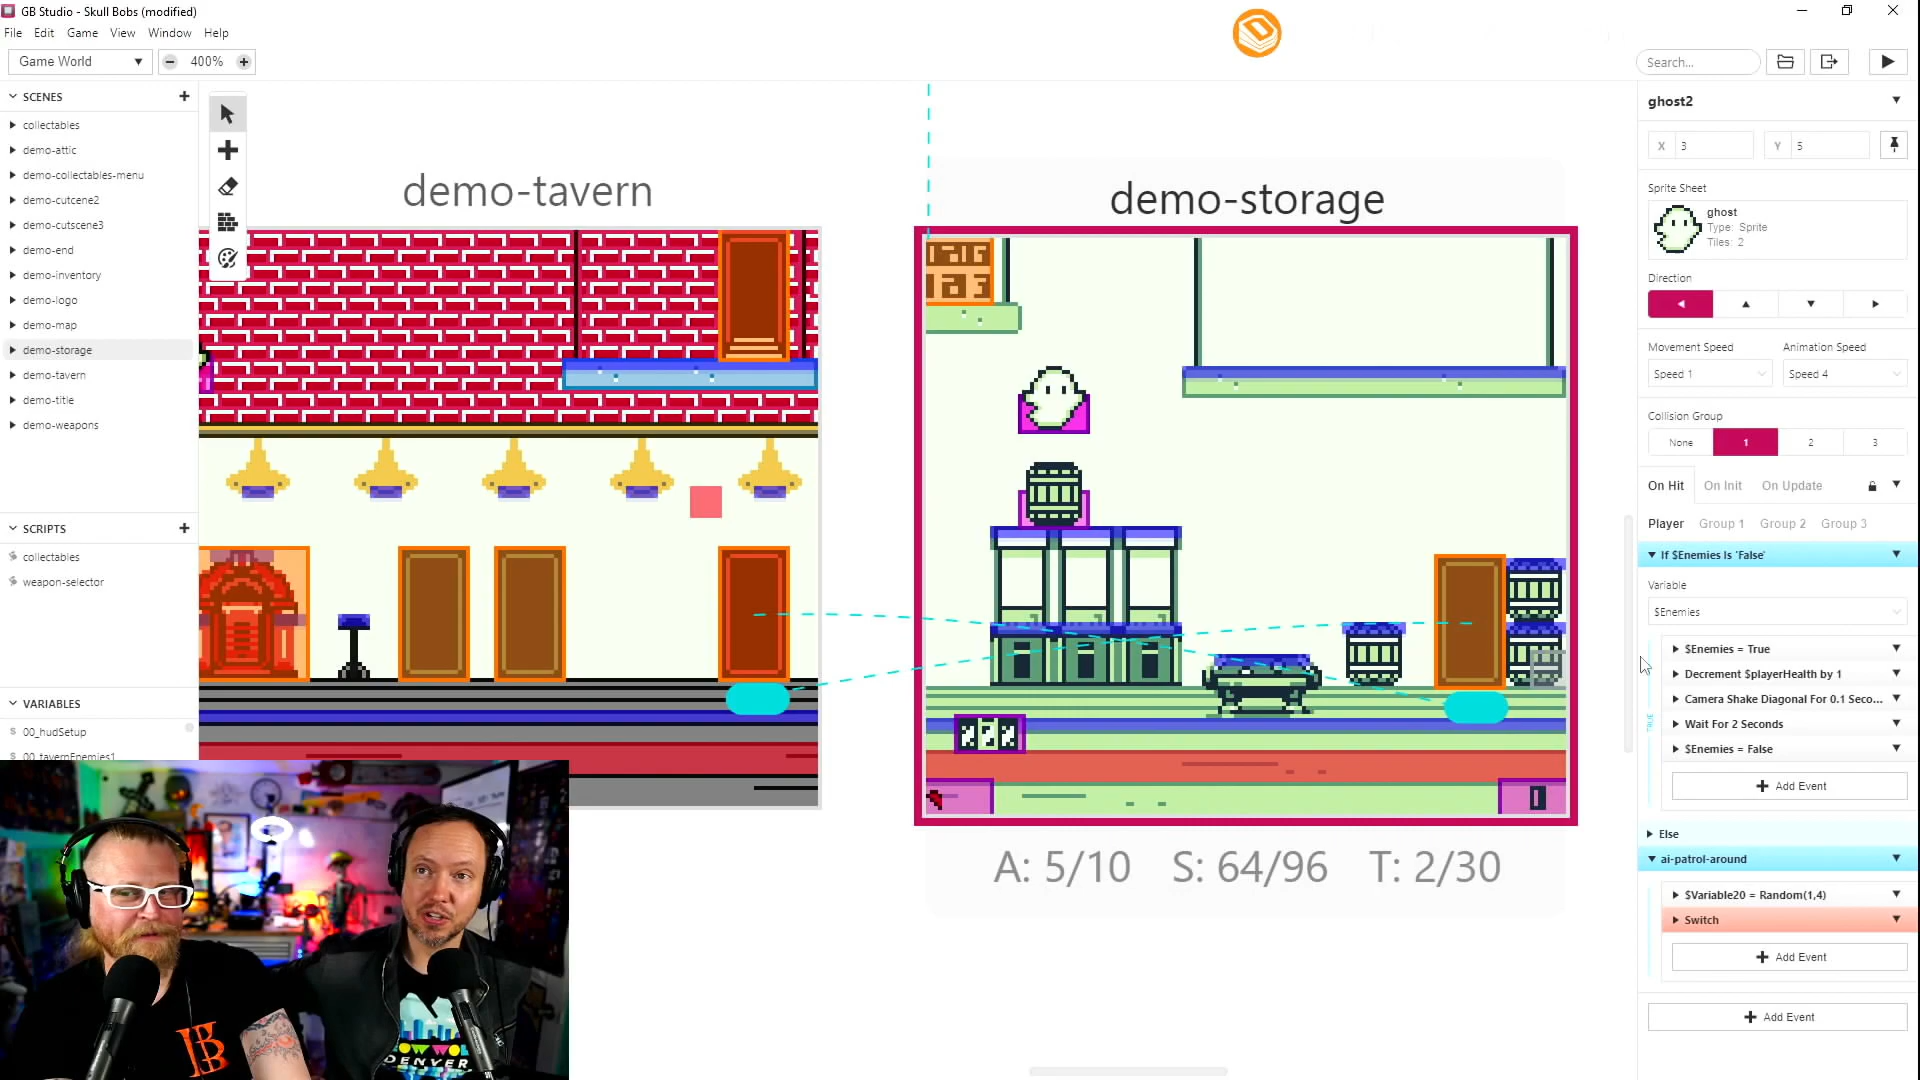 GB Studio - Skull Bobs (modified)
File Edit Game View Window Help
Game World
400%
Search...
SCENES
collectables
demo-attic
demo-collectables-menu
demo-cutcene2
demo-cutscene3
demo-end
demo-inventory
demo-logo
demo-map
demo-storage
demo-tavern
demo-title
demo-weapons
SCRIPTS
collectables
weapon-selector
VARIABLES
$ 00_hudSetup
$ 00_tavernEnemies1
demo-tavern
demo-storage
A: 5/10 S: 64/96 T: 2/30
DENVER
ghost2
X 3 Y 5
Sprite Sheet
ghost
Type: Sprite
Tiles: 2
Direction
Movement Speed Animation Speed
Speed 1 Speed 4
Collision Group
None 1 2 3
On Hit On Init On Update
Player Group 1 Group 2 Group 3
If $Enemies Is 'False'
Variable
$Enemies
TRUE
$Enemies = True
Decrement $playerHealth by 1
Camera Shake Diagonal For 0.1 Seco...
Wait For 2 Seconds
$Enemies = False
Add Event
Else
ai-patrol-around
$Variable20 = Random(1,4)
Switch
Add Event
Add Event